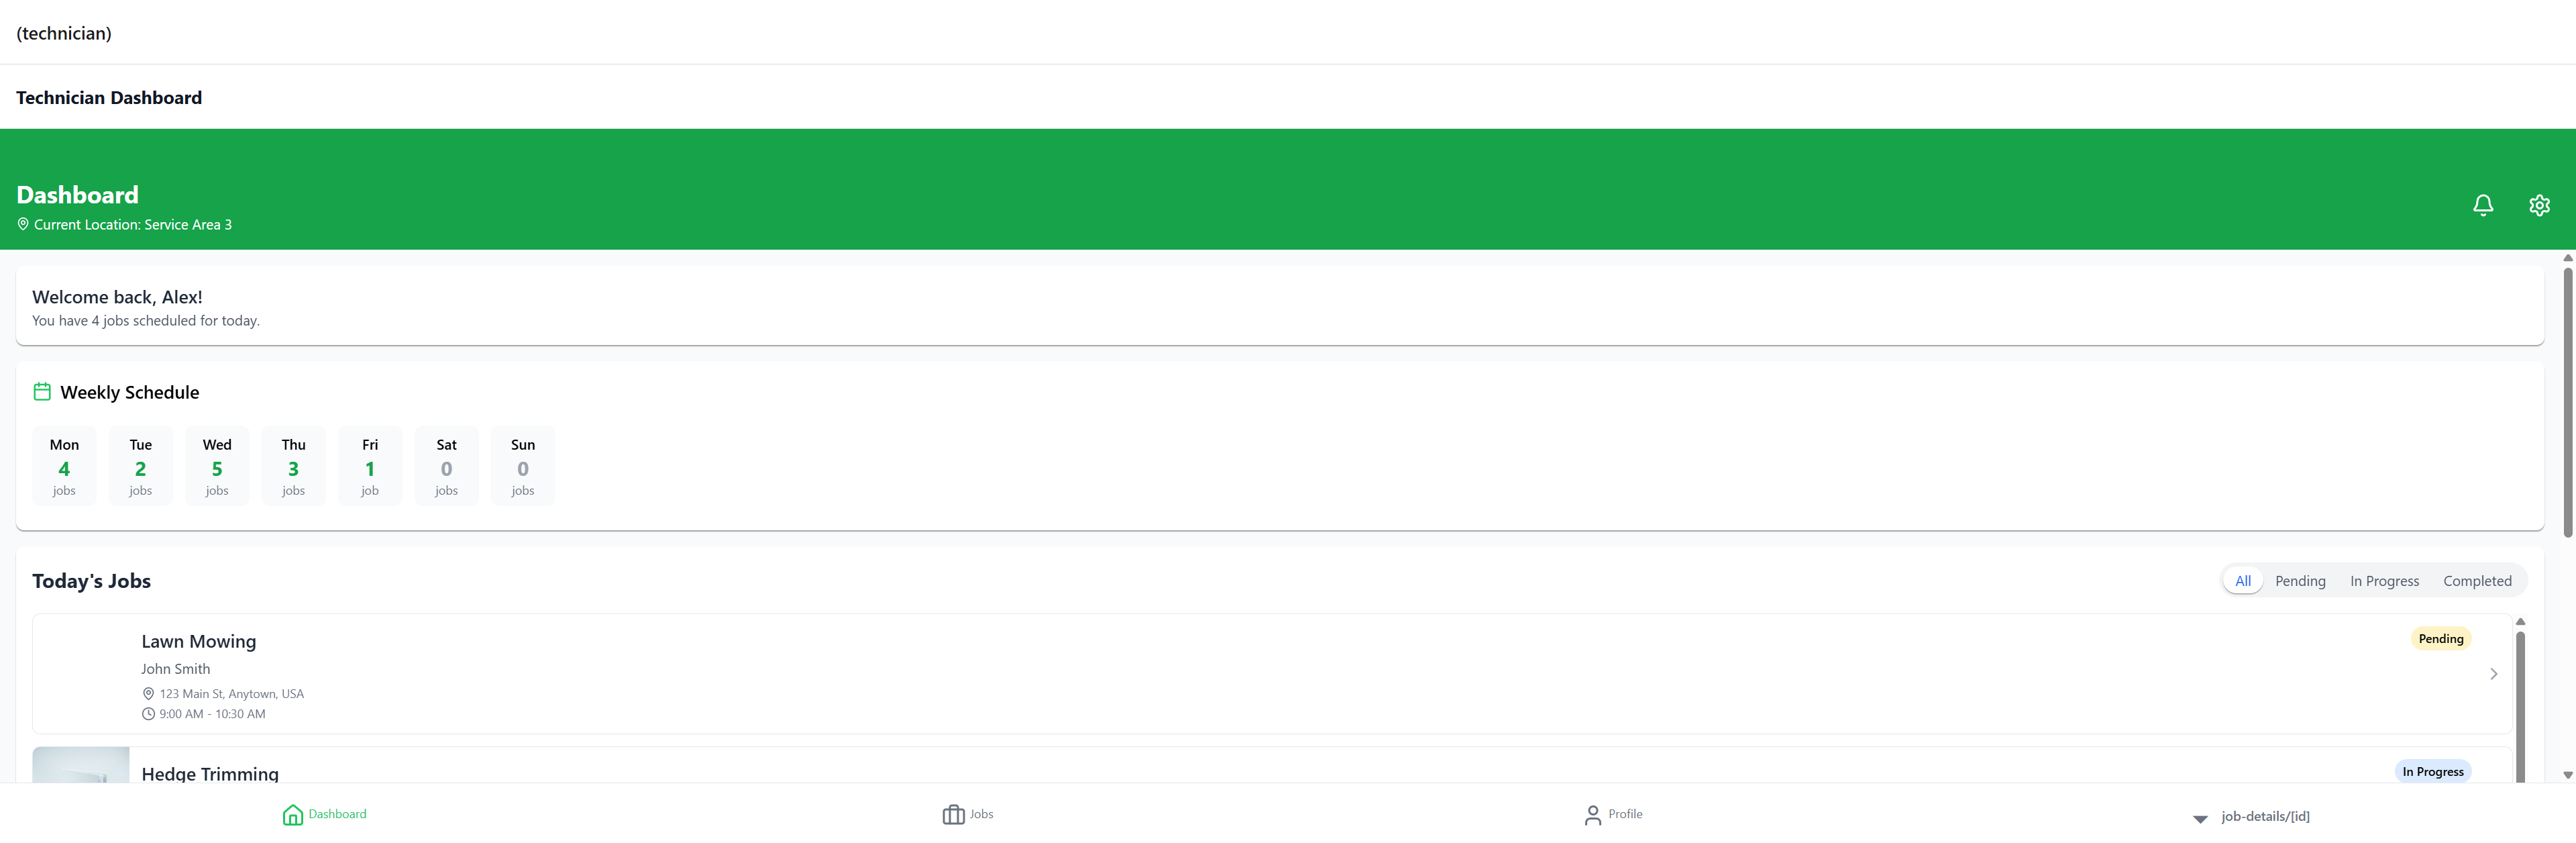 (technician)
Technician Dashboard
Dashboard
Current Location: Service Area 3
Welcome back, Alex!
You have 4 jobs scheduled for today.
Weekly Schedule
Mon Tue Wed Thu Fri Sat Sun
4 2 5 3 1 0 0
jobs jobs jobs jobs job jobs jobs
Today's Jobs All Pending In Progress Completed
Lawn Mowing Pending
John Smith
123 Main St, Anytown, USA
9:00 AM - 10:30 AM
Hedge Trimming In Progress
Dashboard Jobs Profile job-details/[id]